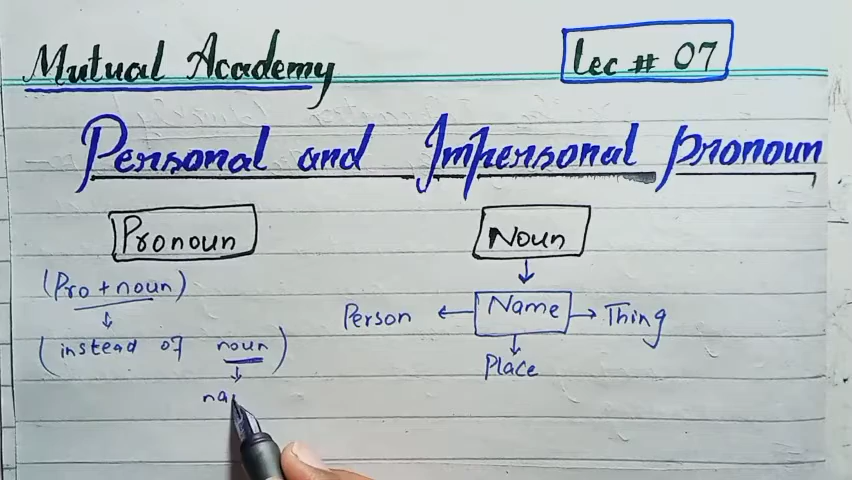 Mutual Academy
Lec # 07
Personal and Impersonal pronoun
Pronoun
Noun
(Pro + noun)
Person
Name
Thing
(instead of noun)
Place
na